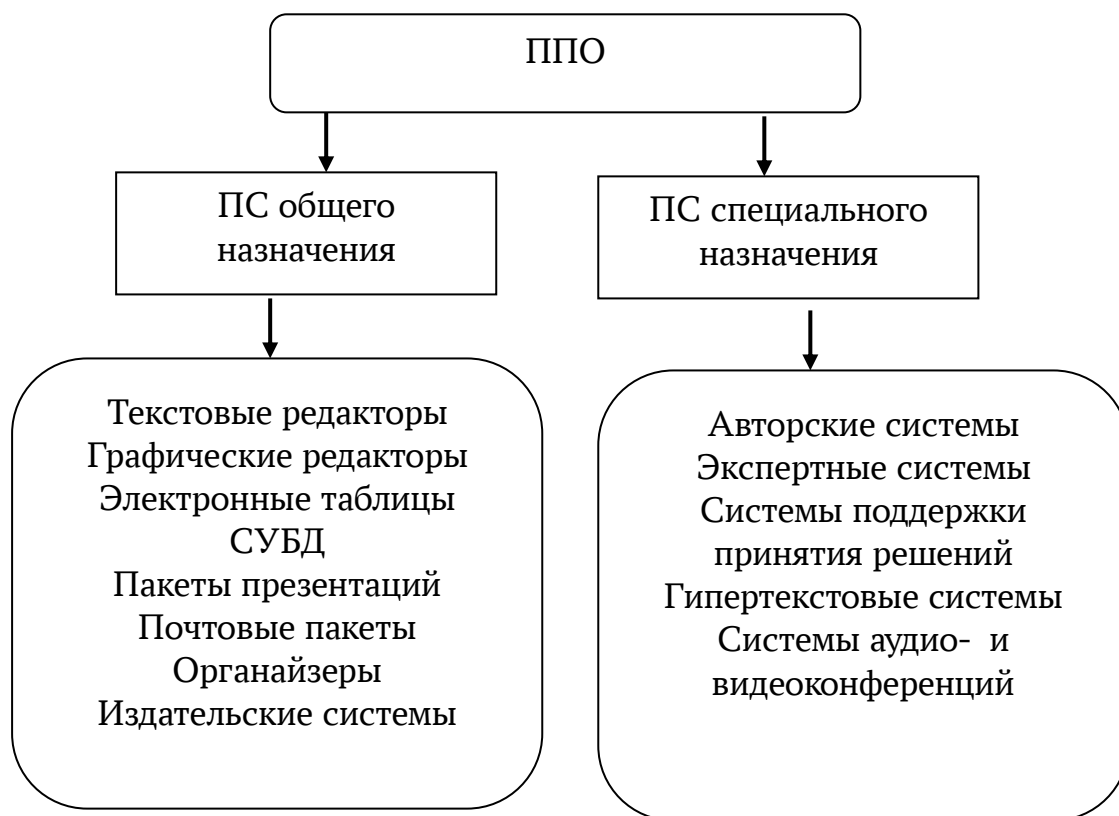 ППО
ПС общего
назначения
ПС специального
назначения
Текстовые редакторы
Графические редакторы
Электронные таблицы
СУБД
Пакеты презентаций
Почтовые пакеты
Органайзеры
Издательские системы
Авторские системы
Экспертные системы
Системы поддержки
принятия решений
Гипертекстовые системы
Системы аудио- и
видеоконференций